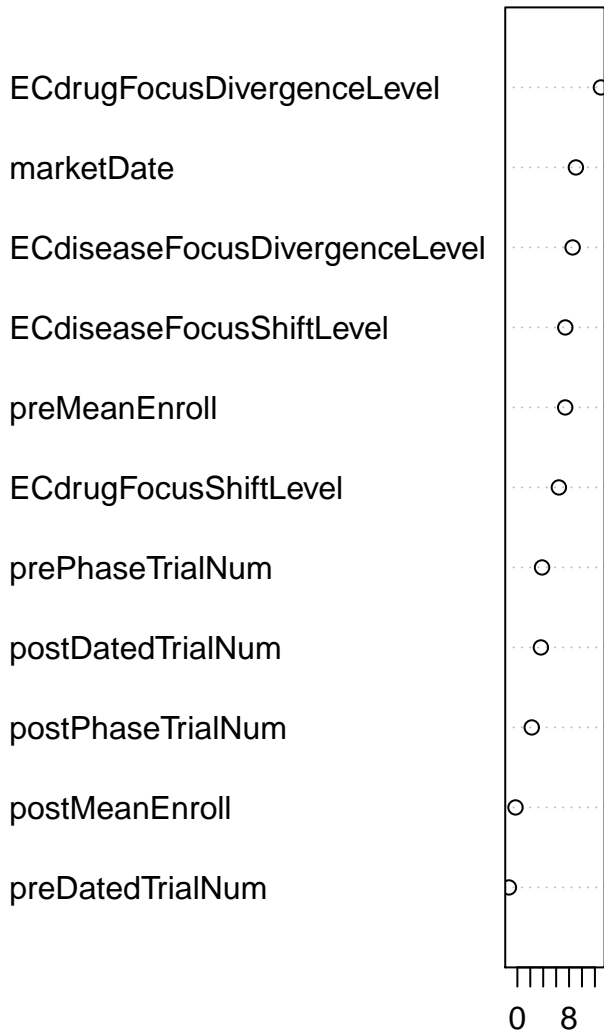 ECdrugFocusDivergenceLevel
marketDate
ECdiseaseFocusDivergenceLevel
ECdiseaseFocusShiftLevel
preMeanEnroll
ECdrugFocusShiftLevel
prePhaseTrialNum
postDatedTrialNum
postPhaseTrialNum
postMeanEnroll
preDatedTrialNum
0 8